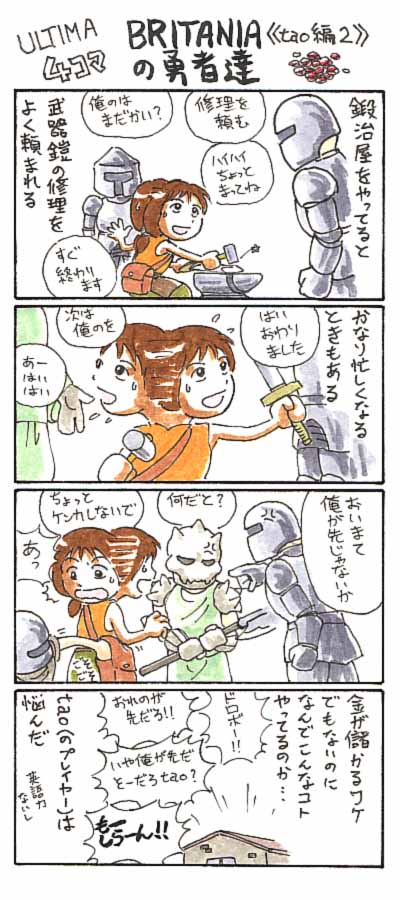 ULTIMA
4コマ
BRITANIA
の勇者達
《tao編2》
鍛冶屋をやってると
修理を
頼む
俺のは
まだかい?
ハイハイ
ちょっと
まってね
すぐ
終わり
ます
武器鎧の修理を
よく頼まれる
かなり忙しくなる
ときもある
はい
おわり
ました
次は
俺のを
あー
はい
はい
おいまて
俺が先じゃないか
何だと?
ちょっと
ケンカしないで
あっ
ごそ
ごそ
金が儲かるワケ
でもないのに
なんでこんなコト
やってるのか…
ドロボー!!
おれのが
先だろ!!
いや俺が先だ
とーだろtao?
もー
しらーん!!
tao(のプレイヤー)は
悩んだ
英語力
ないし